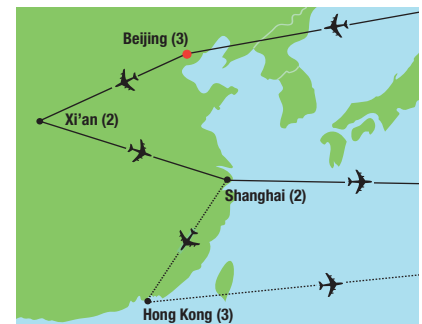 Beijing (3)
Xi'an (2)
Shanghai (2)
Hong Kong (3)